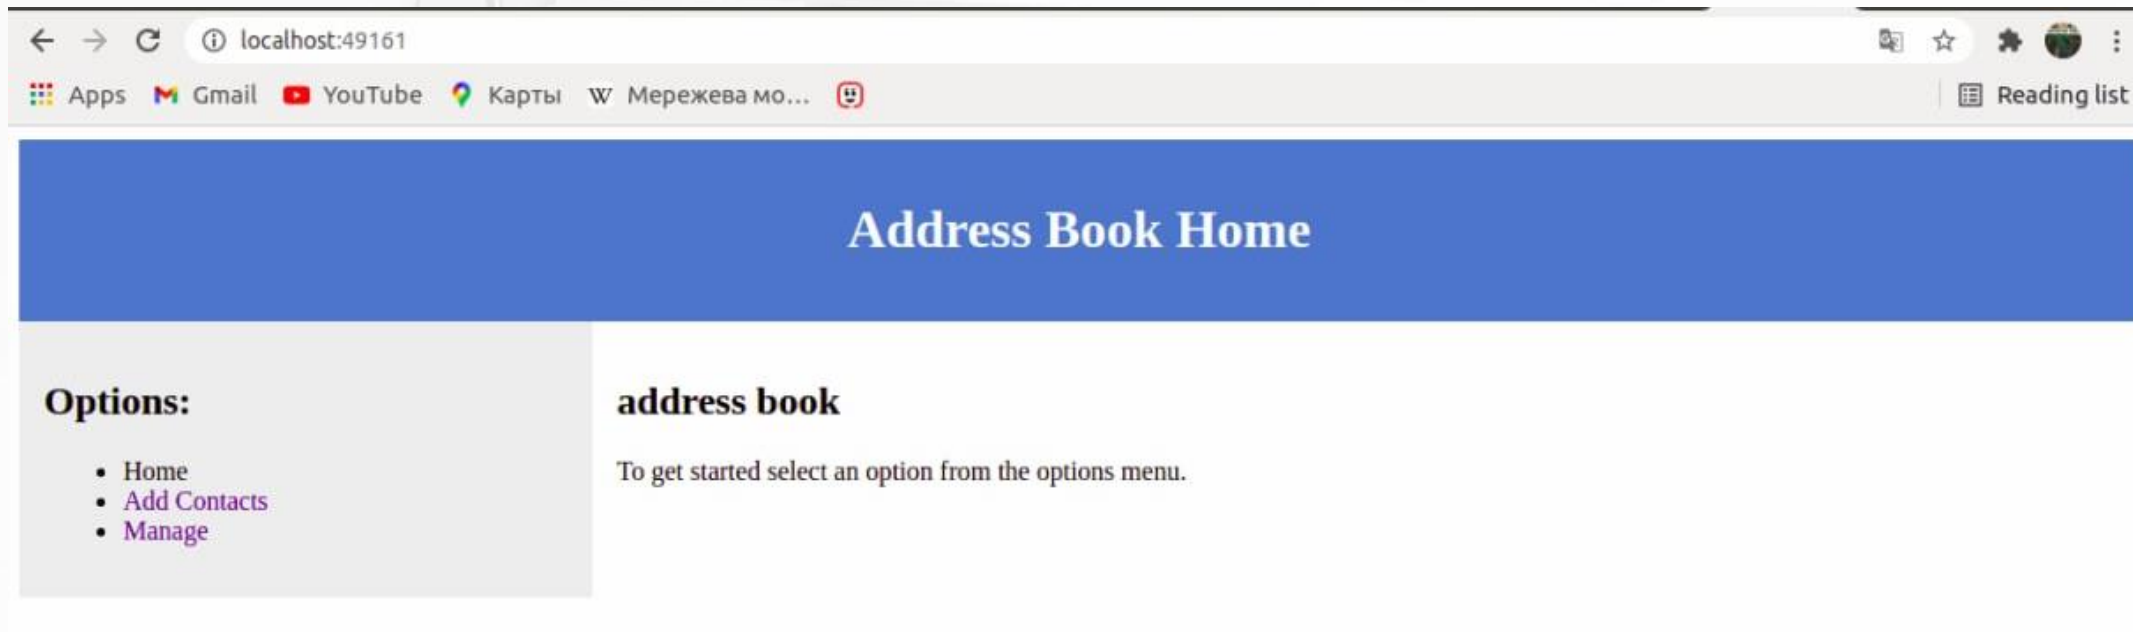 localhost:49161
Apps Gmail YouTube Карты W Мережева мо... Reading list
Address Book Home
Options:
Home
Add Contacts
Manage
address book
To get started select an option from the options menu.